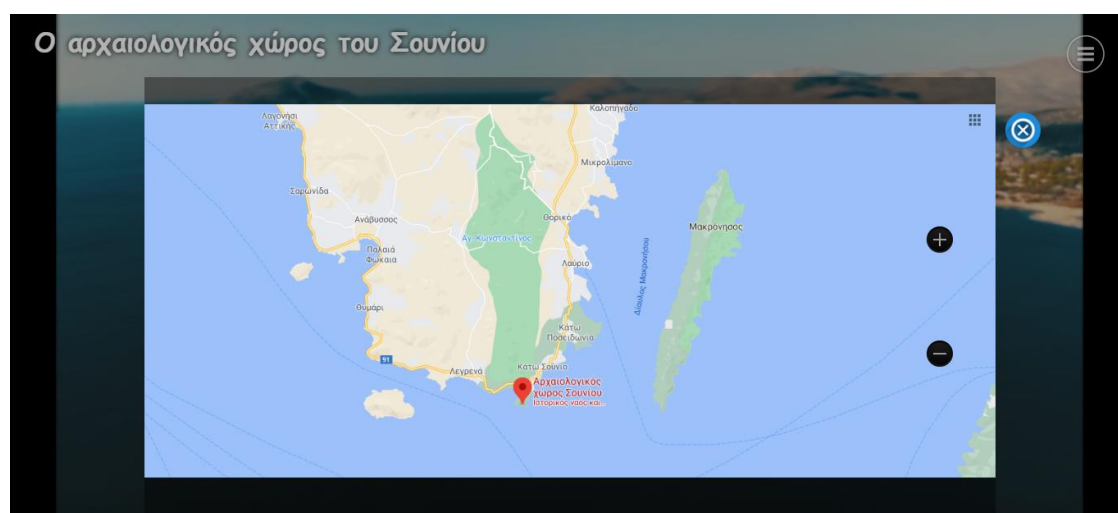 Ο αρχαιολογικός χώρος του Σουνίου
Καλοπήγαδο
Λαγονήσι
Αττικής
Μικρολίμανο
Σαρωνίδα
Ανάβυσσος
Θορικό
Μακρόνησος
Αγ. Κωνσταντίνος
Παλαιά
Φώκαια
Λαύριο
Δίαυλος Μακρονήσου
Θυμάρι
Κάτω
Ποσειδωνία
91
Λεγρενά
Κάτω Σούνιο
Αρχαιολογικός
χώρος Σουνίου
Ιστορικός ναός και...